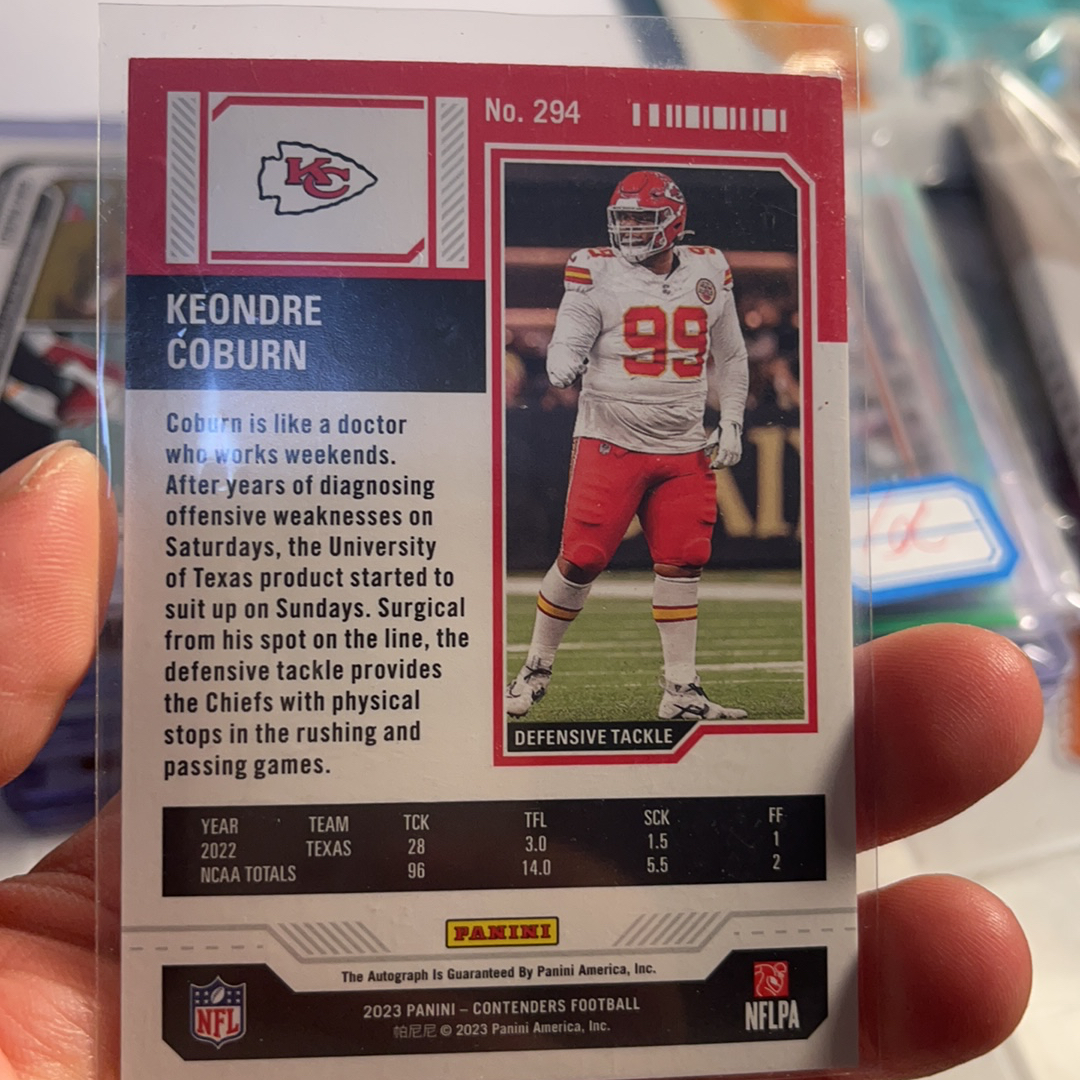 No. 294
KC
KEONDRE
COBURN
Coburn is like a doctor
who works weekends.
After years of diagnosing
offensive weaknesses on
Saturdays, the University
of Texas product started to
suit up on Sundays. Surgical
from his spot on the line, the
defensive tackle provides
the Chiefs with physical
stops in the rushing and
passing games.
99
99
DEFENSIVE TACKLE
YEAR TEAM TCK TFL SCK FF
2022 TEXAS 28 3.0 1.5 1
NCAA TOTALS 96 14.0 5.5 2
PANINI
The Autograph Is Guaranteed By Panini America, Inc.
2023 PANINI – CONTENDERS FOOTBALL
帕尼尼 © 2023 Panini America, Inc.
NFL
NFLPA